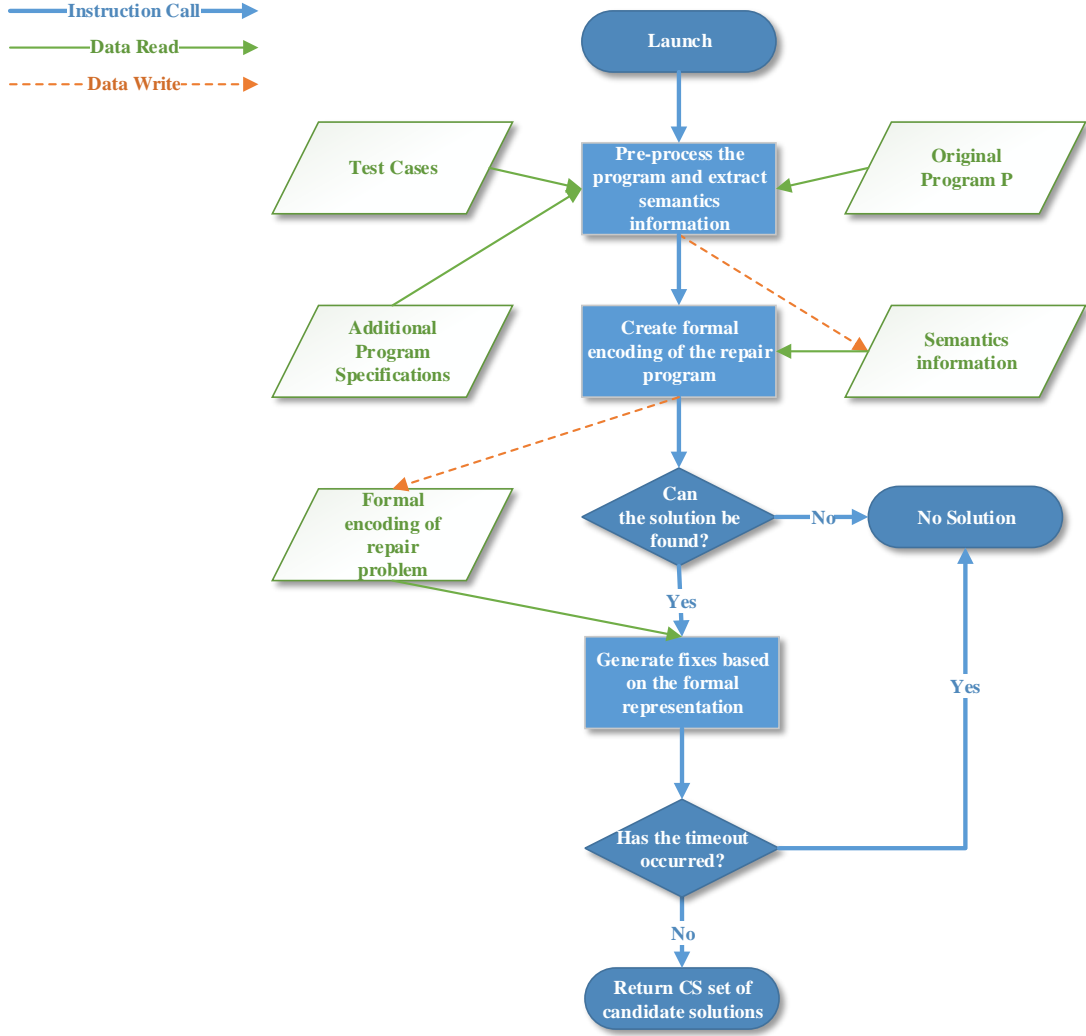 Instruction Call
Data Read
Data Write
Launch
Test Cases
Pre-process the
program and extract
semantics
information
Original
Program P
Additional
Program
Specifications
Create formal
encoding of the repair
program
Semantics
information
Formal
encoding of
repair
problem
Can
the solution be
found?
No
No Solution
Yes
Generate fixes based
on the formal
representation
Yes
Has the timeout
occurred?
No
Return CS set of
candidate solutions